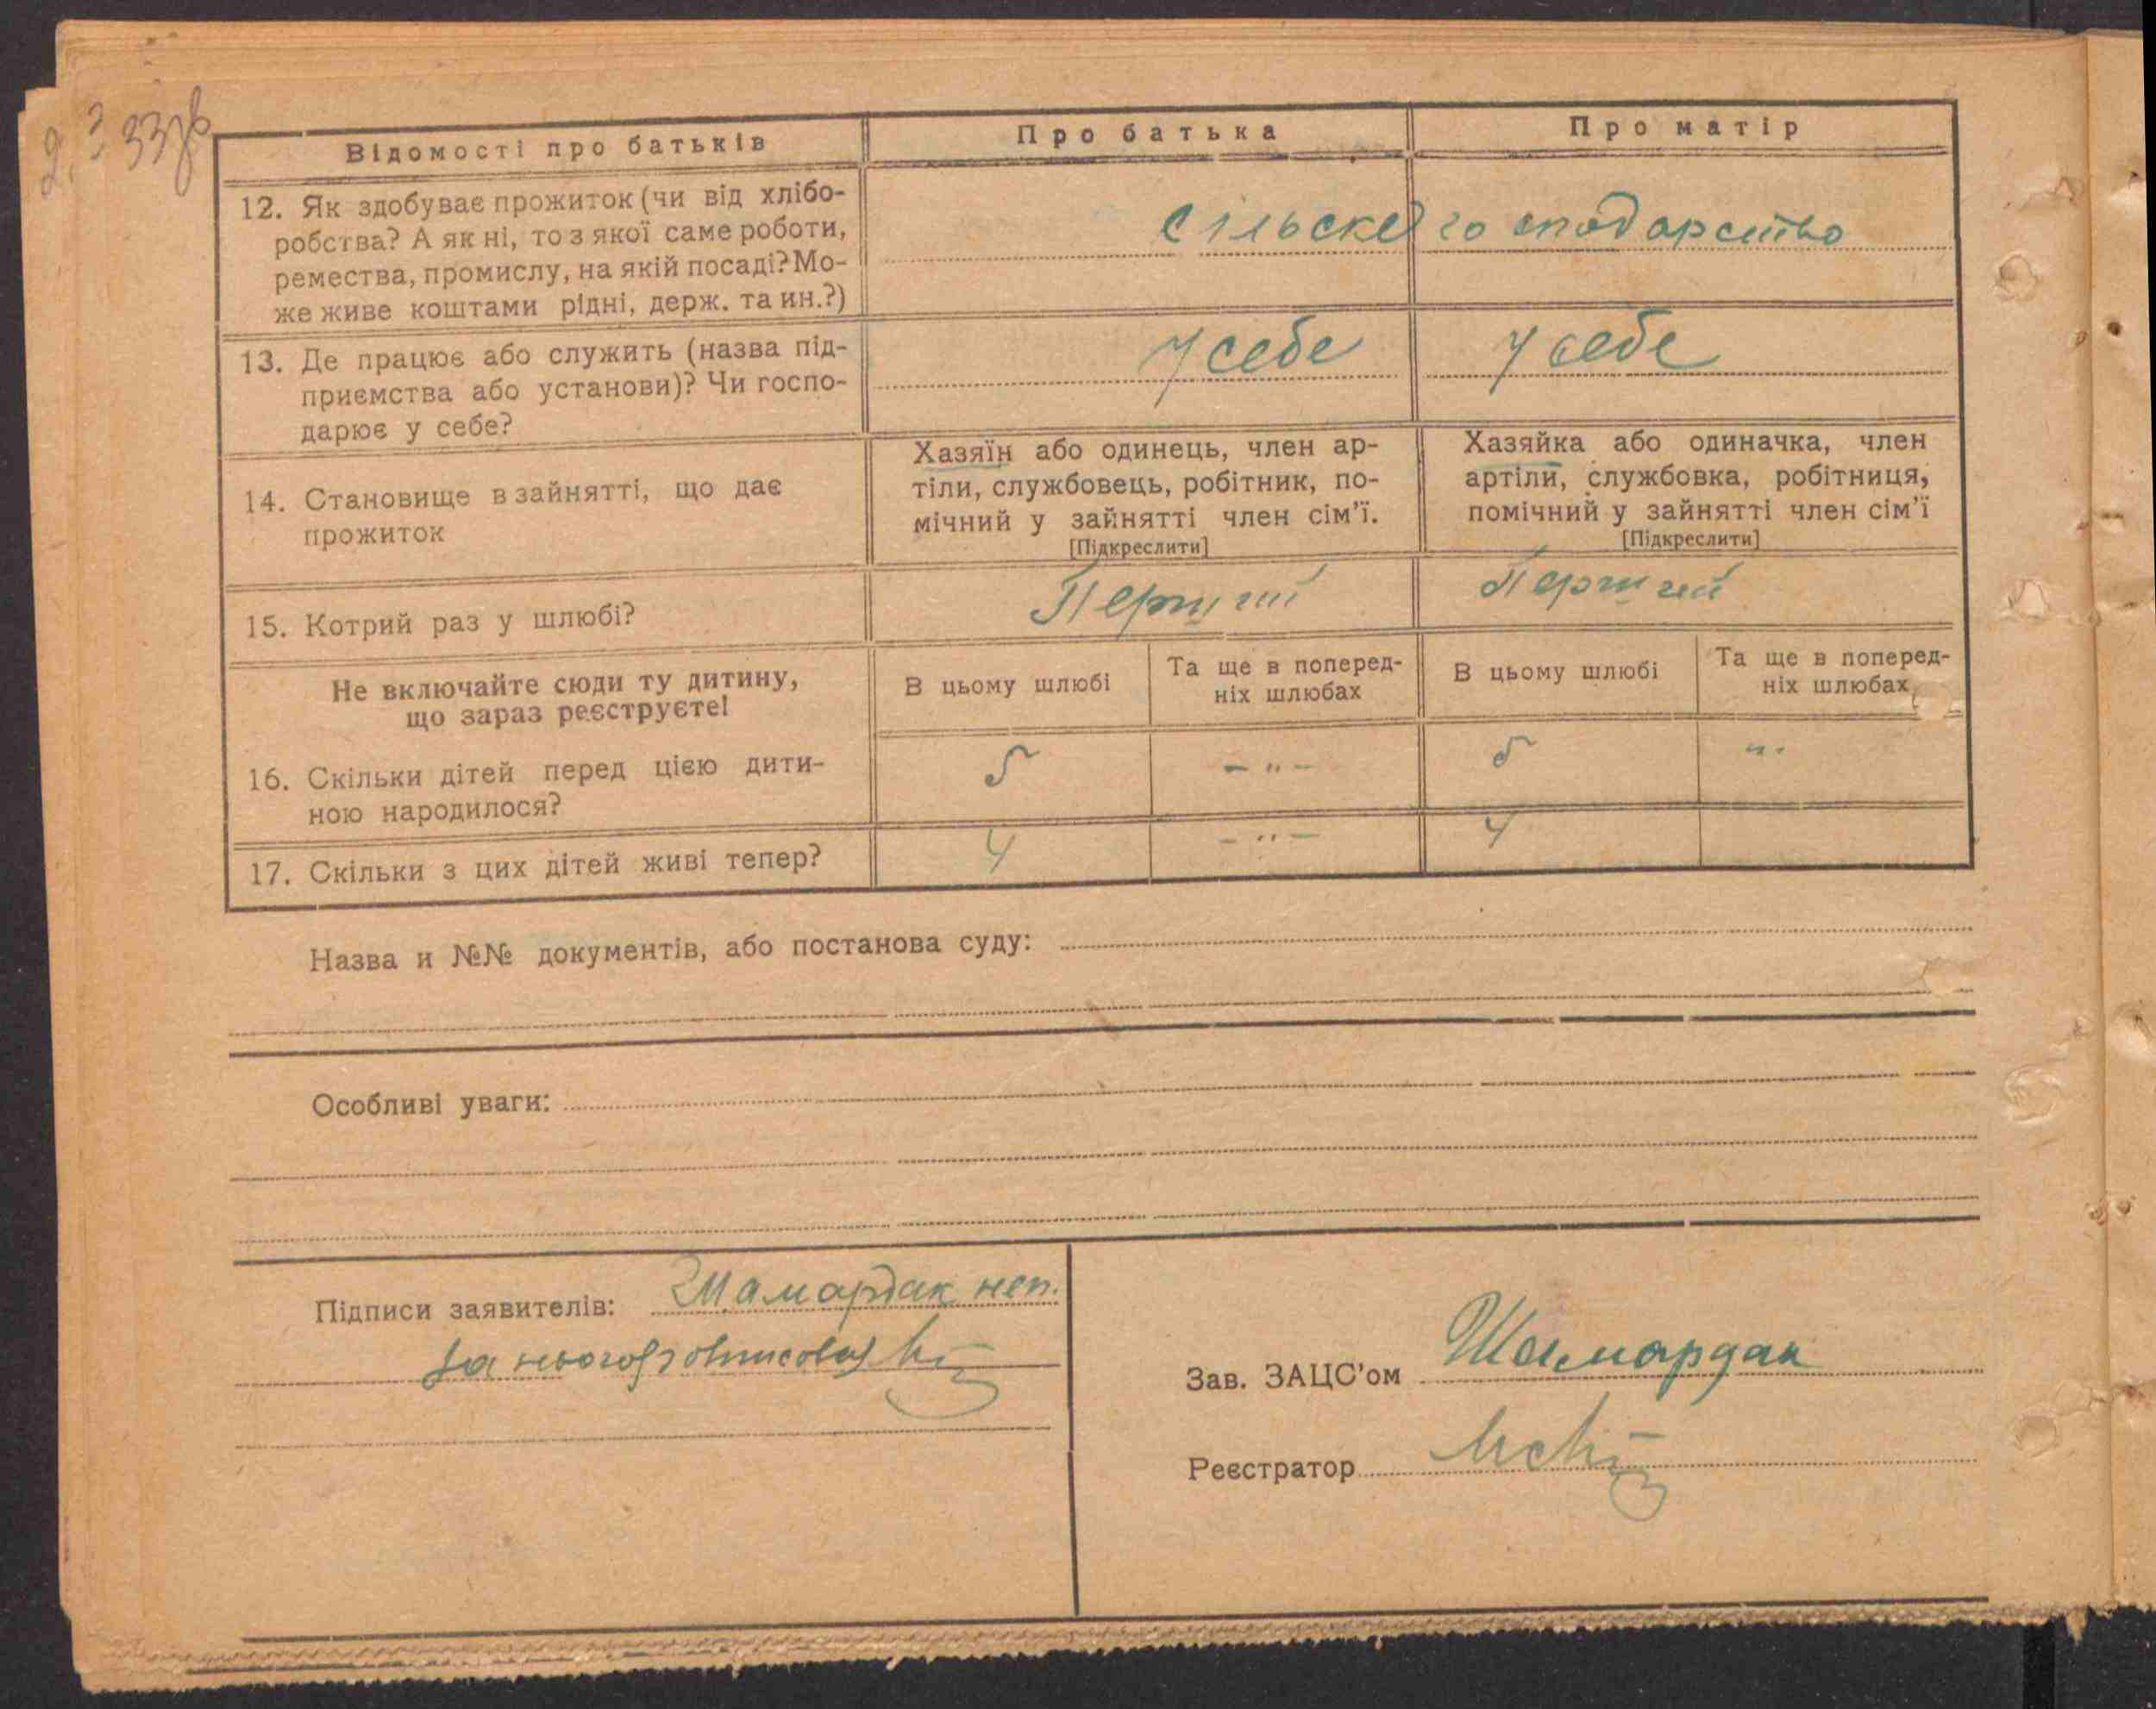 33зв
Відомості про батьків
Про батька
Про матір
12. Як здобуває прожиток (чи від хлібо-
робства? А як ні, то з якої саме роботи,
ремества, промислу, на якій посаді? Мо-
же живе коштами рідні, держ. та ин.?)
сільске господарство
13. Де працює або служить (назва під-
приємства або установи)? Чи госпо-
дарює у себе?
У себе
У себе
14. Становище в зайнятті, що дає
прожиток
Хазяїн або одинець, член ар-
тіли, службовець, робітник, по-
мічний у зайнятті член сім'ї.
[Підкреслити]
Хазяйка або одиначка, член
артіли, службовка, робітниця,
помічний у зайнятті член сім'ї
[Підкреслити]
15. Котрий раз у шлюбі?
Перший
Перший
Не включайте сюди ту дитину,
що зараз реєструєте!
В цьому шлюбі
Та ще в поперед-
ніх шлюбах
В цьому шлюбі
Та ще в поперед-
ніх шлюбах
16. Скільки дітей перед цією дити-
ною народилося?
5
- " -
5
"
17. Скільки з цих дітей живі тепер?
4
- " -
4
Назва и №№ документів, або постанова суду:
Особливі уваги:
Підписи заявителів: Шамардак неп.
за нього
Зав. ЗАЦС'ом Шамардак
Реєстратор